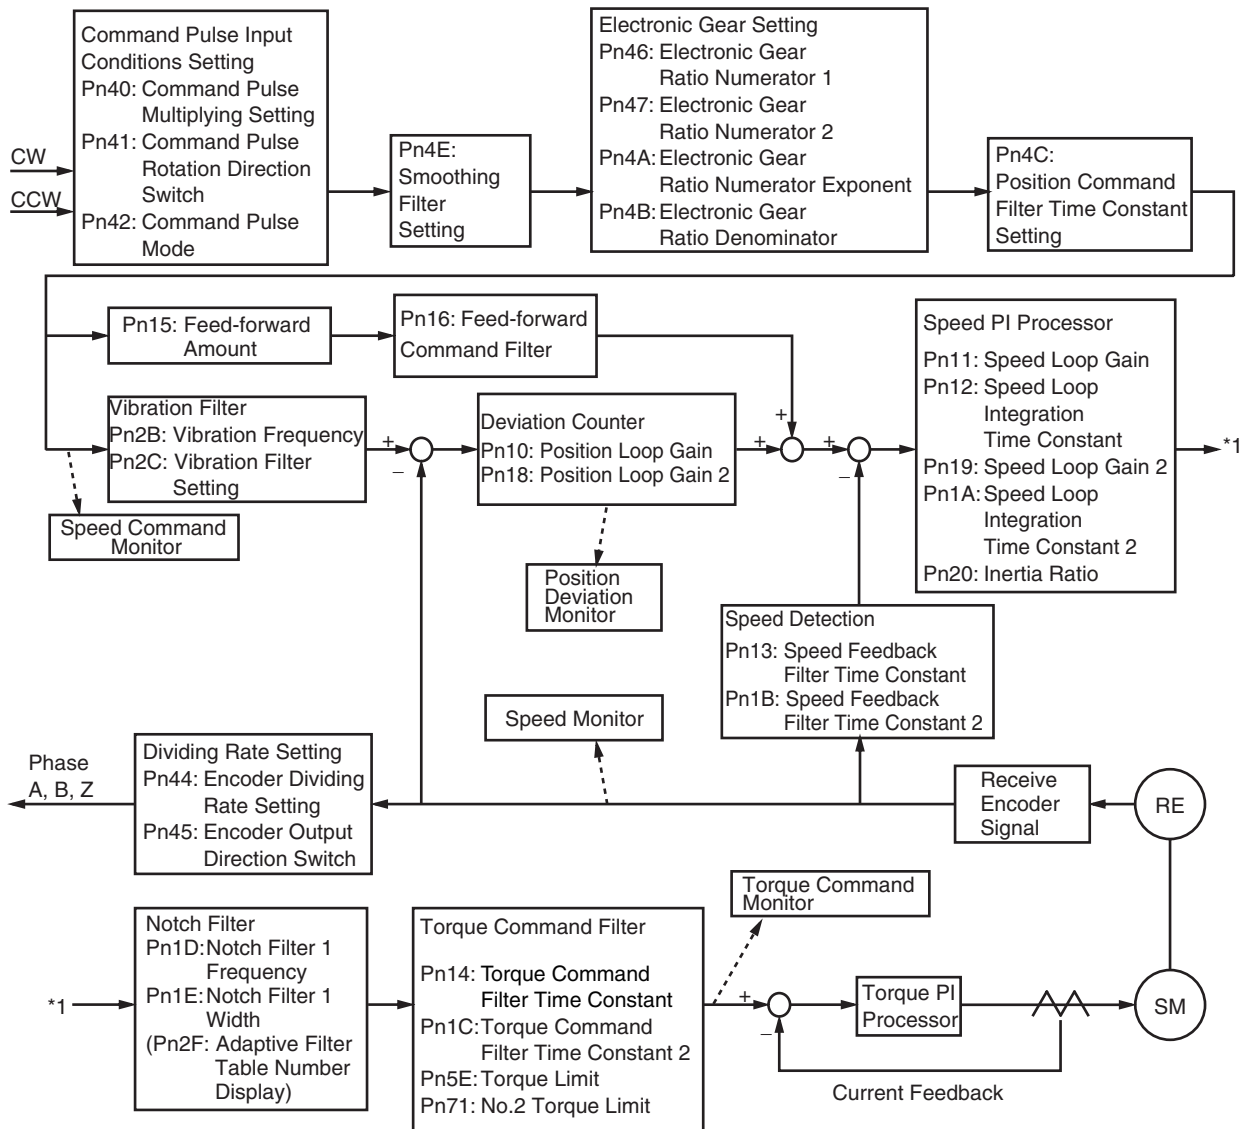 Command Pulse Input
Conditions Setting
Pn40: Command Pulse
Multiplying Setting
Pn41: Command Pulse
Rotation Direction
Switch
Pn42: Command Pulse
Mode
CW
CCW
Pn4E:
Smoothing
Filter
Setting
Electronic Gear Setting
Pn46: Electronic Gear
Ratio Numerator 1
Pn47: Electronic Gear
Ratio Numerator 2
Pn4A: Electronic Gear
Ratio Numerator Exponent
Pn4B: Electronic Gear
Ratio Denominator
Pn4C:
Position Command
Filter Time Constant
Setting
Pn15: Feed-forward
Amount
Pn16: Feed-forward
Command Filter
Vibration Filter
Pn2B: Vibration Frequency
Pn2C: Vibration Filter
Setting
+
−
Speed Command
Monitor
Deviation Counter
Pn10: Position Loop Gain
Pn18: Position Loop Gain 2
Position
Deviation
Monitor
+
+
+
−
Speed PI Processor
Pn11: Speed Loop Gain
Pn12: Speed Loop
Integration
Time Constant
Pn19: Speed Loop Gain 2
Pn1A: Speed Loop
Integration
Time Constant 2
Pn20: Inertia Ratio
*1
Speed Detection
Pn13: Speed Feedback
Filter Time Constant
Pn1B: Speed Feedback
Filter Time Constant 2
Speed Monitor
Phase
A, B, Z
Dividing Rate Setting
Pn44: Encoder Dividing
Rate Setting
Pn45: Encoder Output
Direction Switch
Receive
Encoder
Signal
RE
*1
Notch Filter
Pn1D: Notch Filter 1
Frequency
Pn1E: Notch Filter 1
Width
(Pn2F: Adaptive Filter
Table Number
Display)
Torque Command Filter
Pn14: Torque Command
Filter Time Constant
Pn1C: Torque Command
Filter Time Constant 2
Pn5E: Torque Limit
Pn71: No.2 Torque Limit
Torque Command
Monitor
+
−
Torque PI
Processor
SM
Current Feedback